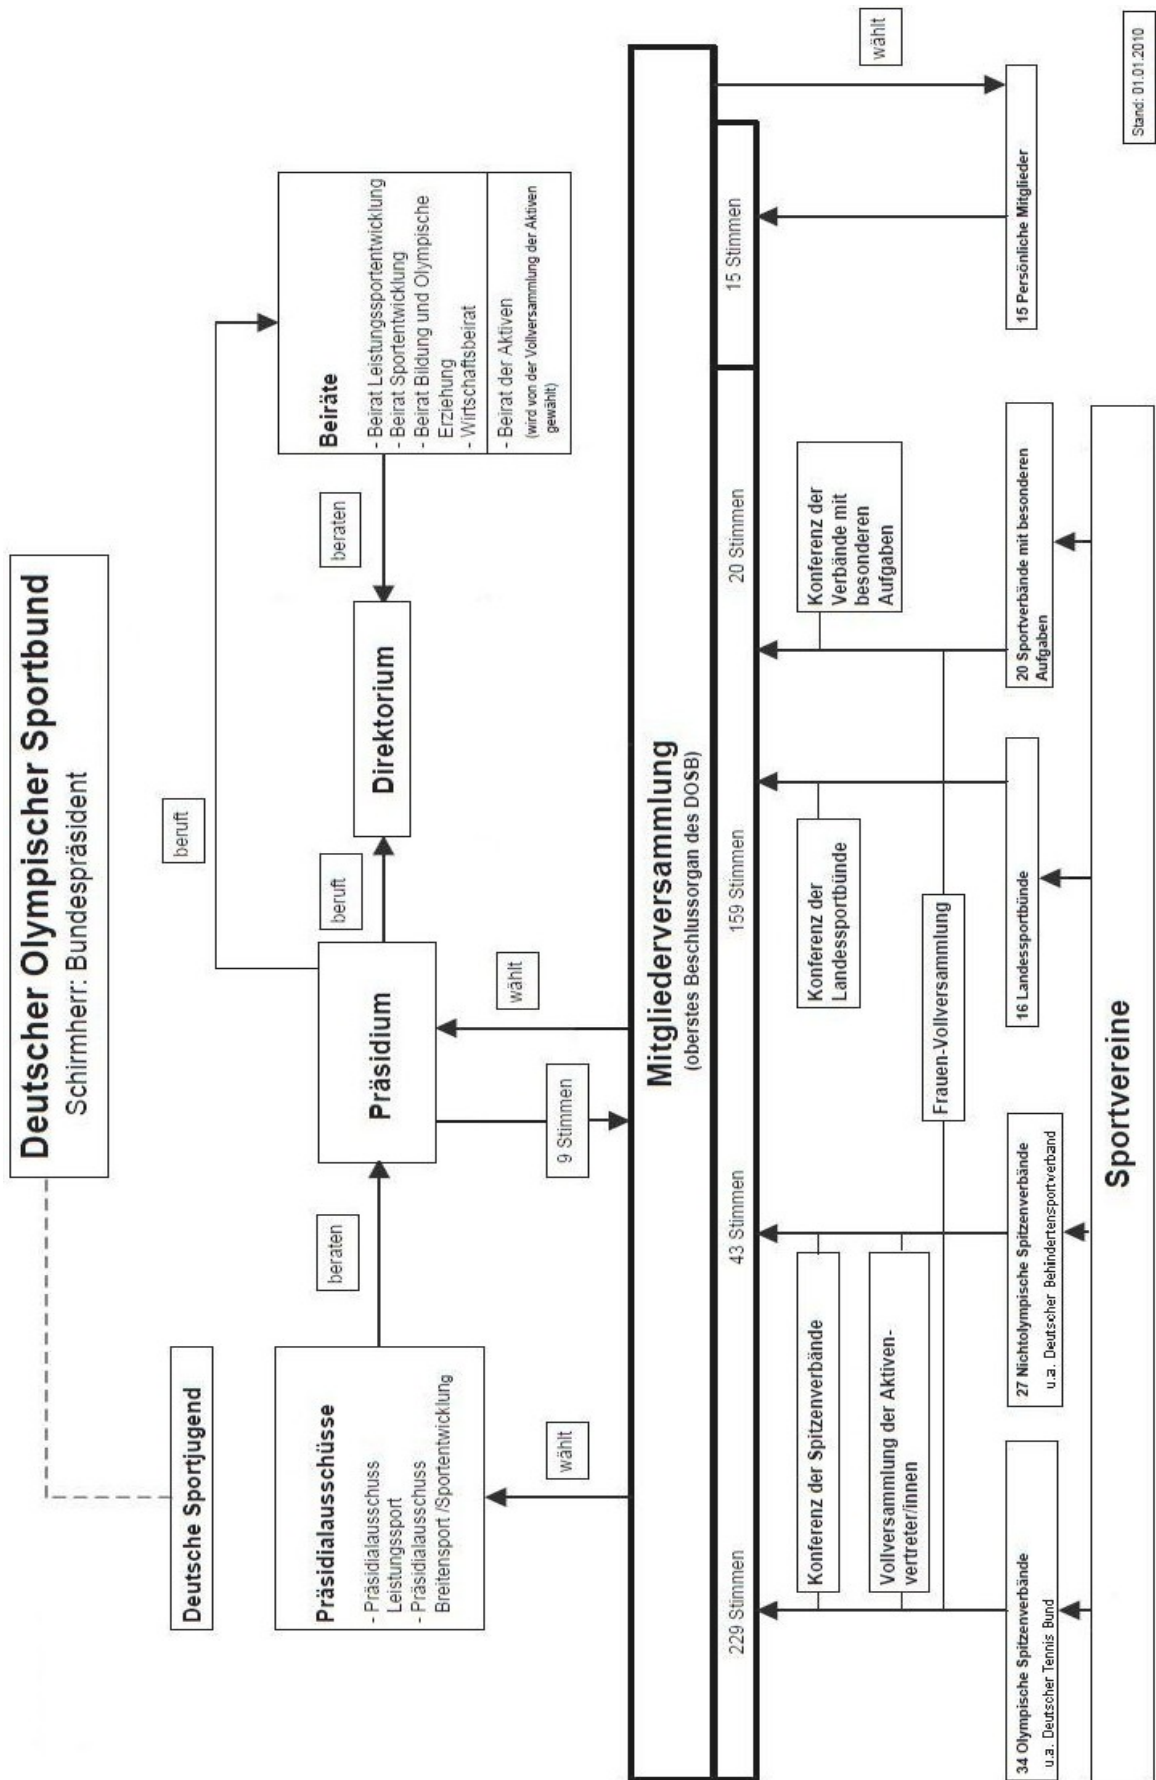 Deutscher Olympischer Sportbund
Schirmherr: Bundespräsident
Deutsche Sportjugend
beruft
Präsidialausschüsse
- Präsidialausschuss
Leistungssport
- Präsidialausschuss
Breitensport /Sportentwicklung
beraten
Präsidium
beruft
Direktorium
beraten
Beiräte
- Beirat Leistungssportentwicklung
- Beirat Sportentwicklung
- Beirat Bildung und Olympische
Erziehung
- Wirtschaftsbeirat
- Beirat der Aktiven
(wird von der Vollversammlung der Aktiven
gewählt)
wählt
9 Stimmen
wählt
Mitgliederversammlung
(oberstes Beschlussorgan des DOSB)
229 Stimmen
43 Stimmen
159 Stimmen
20 Stimmen
15 Stimmen
wählt
Konferenz der Spitzenverbände
Vollversammlung der Aktiven-
vertreter/innen
Konferenz der
Landessportbünde
Konferenz der
Verbände mit
besonderen
Aufgaben
Frauen-Vollversammlung
34 Olympische Spitzenverbände
u.a. Deutscher Tennis Bund
27 Nichtolympische Spitzenverbände
u.a. Deutscher Behindertensportverband
16 Landessportbünde
20 Sportverbände mit besonderen
Aufgaben
15 Persönliche Mitglieder
Sportvereine
Stand: 01.01.2010